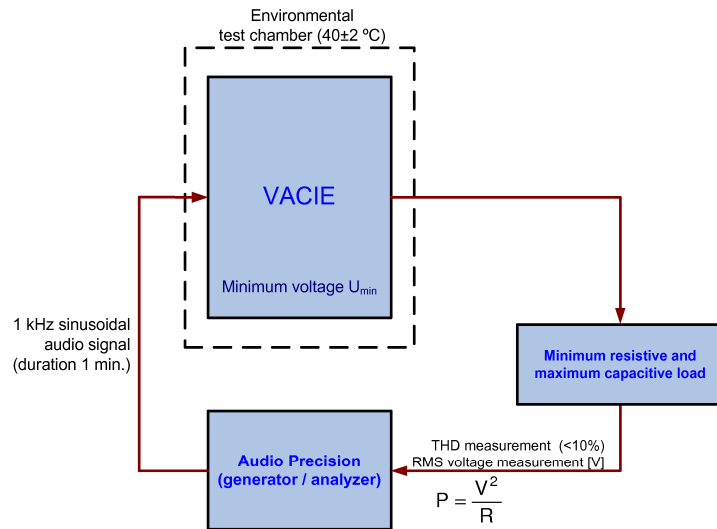 Environmental
test chamber (40±2 ºC)
VACIE
Minimum voltage Umin
1 kHz sinusoidal
audio signal
(duration 1 min.)
Minimum resistive and
maximum capacitive load
Audio Precision
(generator / analyzer)
THD measurement (<10%)
RMS voltage measurement [V]
P = V²/R